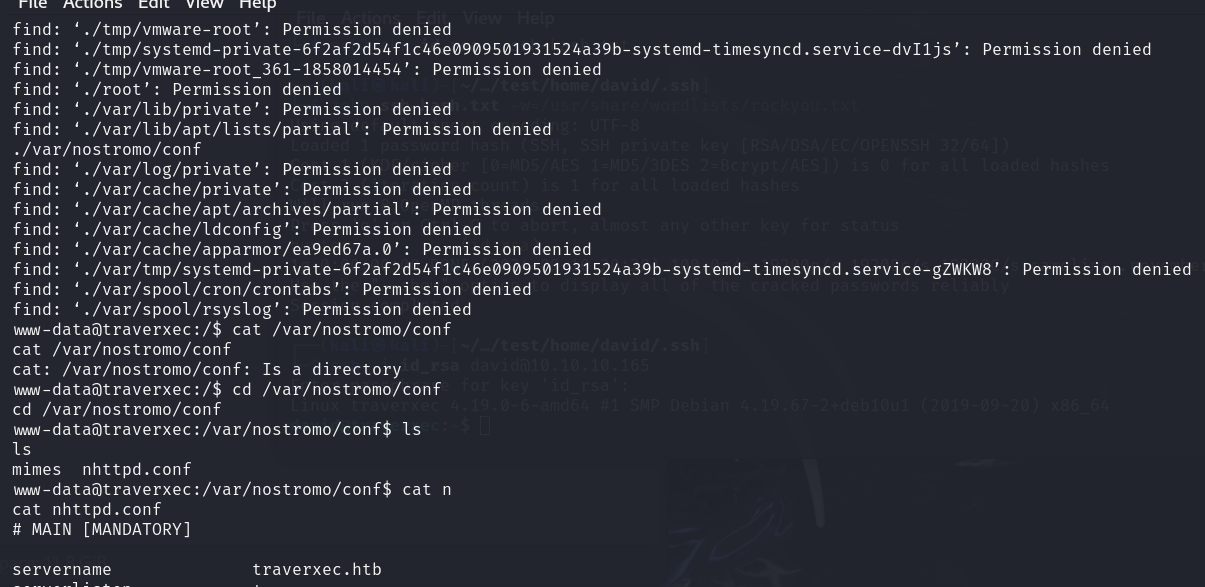 File Actions Edit View Help
find: ‘./tmp/vmware-root’: Permission denied
find: ‘./tmp/systemd-private-6f2af2d54f1c46e0909501931524a39b-systemd-timesyncd.service-dvI1js’: Permission denied
find: ‘./tmp/vmware-root_361-1858014454’: Permission denied
find: ‘./root’: Permission denied
find: ‘./var/lib/private’: Permission denied
find: ‘./var/lib/apt/lists/partial’: Permission denied
./var/nostromo/conf
find: ‘./var/log/private’: Permission denied
find: ‘./var/cache/private’: Permission denied
find: ‘./var/cache/apt/archives/partial’: Permission denied
find: ‘./var/cache/ldconfig’: Permission denied
find: ‘./var/cache/apparmor/ea9ed67a.0’: Permission denied
find: ‘./var/tmp/systemd-private-6f2af2d54f1c46e0909501931524a39b-systemd-timesyncd.service-gZWKW8’: Permission denied
find: ‘./var/spool/cron/crontabs’: Permission denied
find: ‘./var/spool/rsyslog’: Permission denied
www-data@traverxec:/$ cat /var/nostromo/conf
cat /var/nostromo/conf
cat: /var/nostromo/conf: Is a directory
www-data@traverxec:/$ cd /var/nostromo/conf
cd /var/nostromo/conf
www-data@traverxec:/var/nostromo/conf$ ls
ls
mimes  nhttpd.conf
www-data@traverxec:/var/nostromo/conf$ cat n
cat nhttpd.conf
# MAIN [MANDATORY]
servername              traverxec.htb